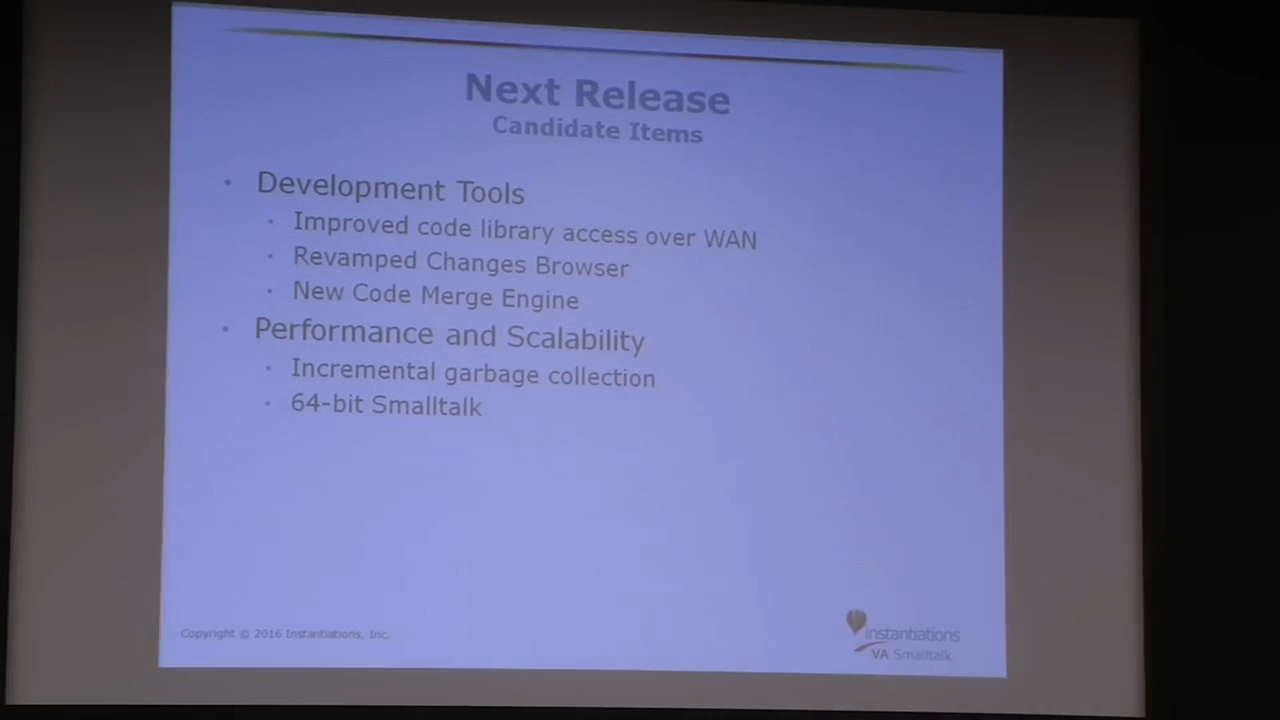 Next Release
Candidate Items
• Development Tools
• Improved code library access over WAN
• Revamped Changes Browser
• New Code Merge Engine
• Performance and Scalability
• Incremental garbage collection
• 64-bit Smalltalk
Copyright © 2016 Instantiations, Inc.
instantiations
VA Smalltalk